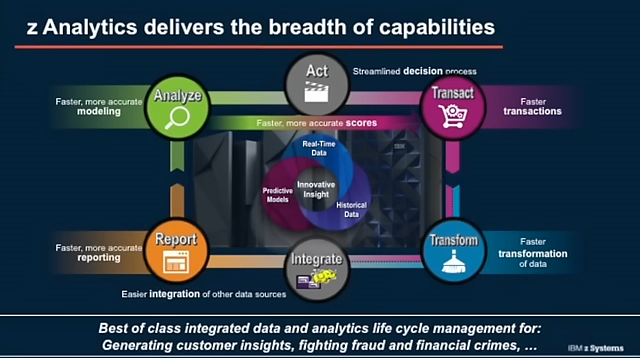 z Analytics delivers the breadth of capabilities
Act
Streamlined decision process
Analyze
Transact
Faster, more accurate
modeling
Faster
transactions
Faster, more accurate scores
Real-Time
Data
Predictive
Models
Innovative
Insight
Historical
Data
Report
Integrate
Transform
Faster, more accurate
reporting
Faster
transformation
of data
Easier integration of other data sources
Best of class integrated data and analytics life cycle management for:
Generating customer insights, fighting fraud and financial crimes, …
IBM z Systems